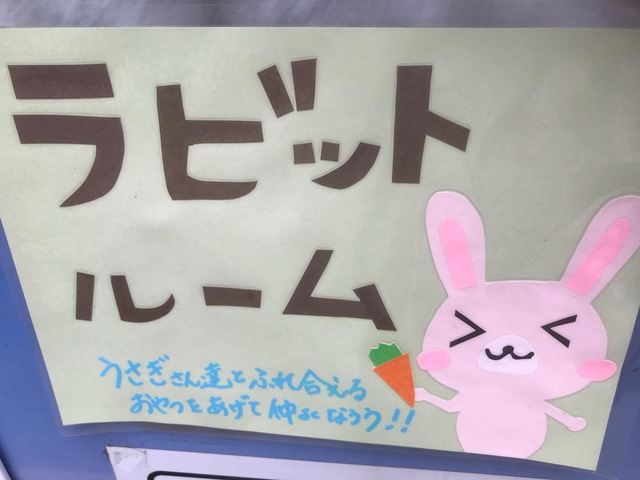 ラビット
ルーム
うさぎさん達とふれ合える
おやつをあげて仲よくなろう!!